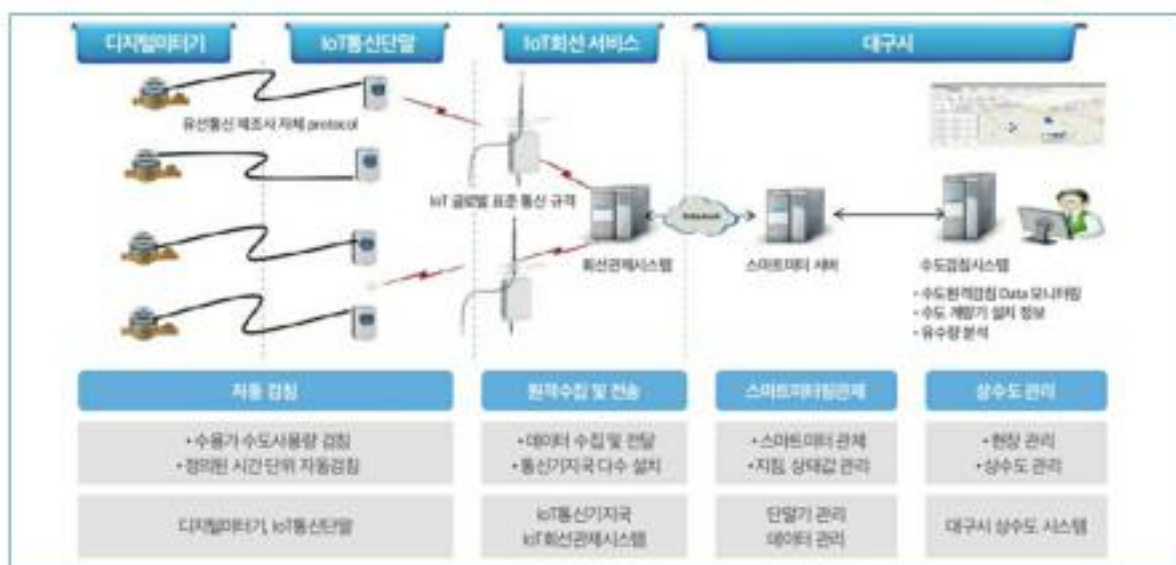 디지털미터기
IoT통신단말
IoT회선 서비스
대구시
유선통신 제조사 자체 protocol
IoT 글로벌 표준 통신 규격
회선관제시스템
스마트미터 서버
수도검침시스템
• 수도원격검침 Data 모니터링
• 수도 계량기 설치 정보
• 유수량 분석
자동 검침
원격수집 및 전송
스마트미터링관제
상수도 관리
• 수용가 수도사용량 검침
• 정의된 시간 단위 자동검침
• 데이터 수집 및 전달
• 통신기지국 다수 설치
• 스마트미터 관제
• 지침, 상태값 관리
• 현장 관리
• 상수도 관리
디지털미터기, IoT통신단말
IoT통신기지국
IoT회선관제시스템
단말기 관리
데이터 관리
대구시 상수도 시스템